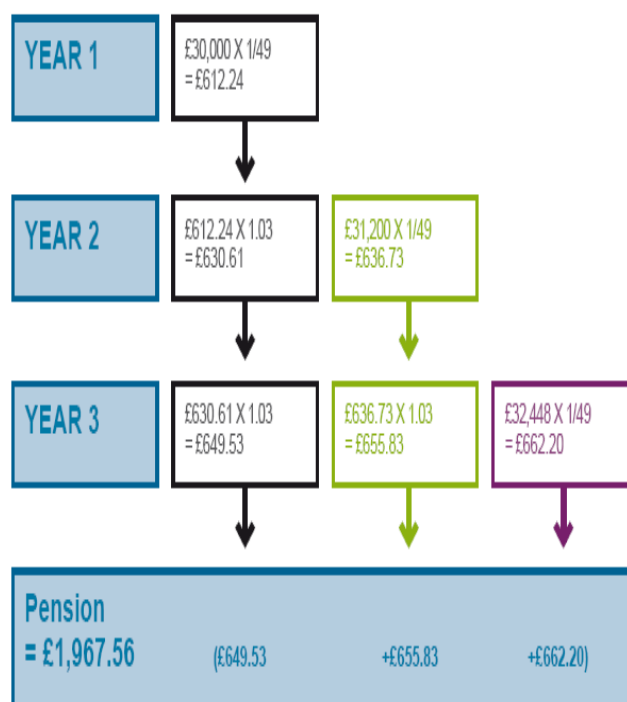 YEAR 1
£30,000 X 1/49
= £612.24
YEAR 2
£612.24 X 1.03
= £630.61
£31,200 X 1/49
= £636.73
YEAR 3
£630.61 X 1.03
= £649.53
£636.73 X 1.03
= £655.83
£32,448 X 1/49
= £662.20
Pension
= £1,967.56 (£649.53 +£655.83 +£662.20)